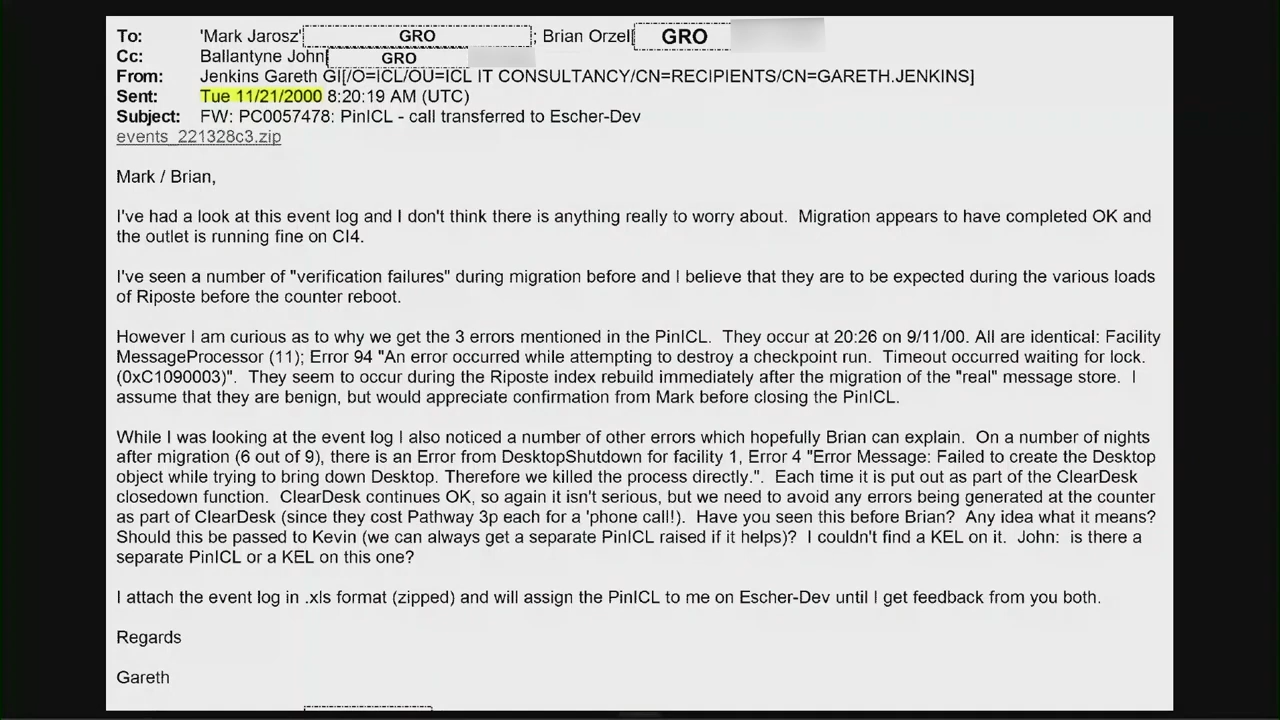 To: 'Mark Jarosz' GRO ; Brian Orzel[ GRO
Cc: Ballantyne John[ GRO
From: Jenkins Gareth GI[/O=ICL/OU=ICL IT CONSULTANCY/CN=RECIPIENTS/CN=GARETH.JENKINS]
Sent: Tue 11/21/2000 8:20:19 AM (UTC)
Subject: FW: PC0057478: PinICL - call transferred to Escher-Dev
events_221328c3.zip
Mark / Brian,
I've had a look at this event log and I don't think there is anything really to worry about. Migration appears to have completed OK and
the outlet is running fine on CI4.
I've seen a number of "verification failures" during migration before and I believe that they are to be expected during the various loads
of Riposte before the counter reboot.
However I am curious as to why we get the 3 errors mentioned in the PinICL. They occur at 20:26 on 9/11/00. All are identical: Facility
MessageProcessor (11); Error 94 "An error occurred while attempting to destroy a checkpoint run. Timeout occurred waiting for lock.
(0xC1090003)". They seem to occur during the Riposte index rebuild immediately after the migration of the "real" message store. I
assume that they are benign, but would appreciate confirmation from Mark before closing the PinICL.
While I was looking at the event log I also noticed a number of other errors which hopefully Brian can explain. On a number of nights
after migration (6 out of 9), there is an Error from DesktopShutdown for facility 1, Error 4 "Error Message: Failed to create the Desktop
object while trying to bring down Desktop. Therefore we killed the process directly.". Each time it is put out as part of the ClearDesk
closedown function. ClearDesk continues OK, so again it isn't serious, but we need to avoid any errors being generated at the counter
as part of ClearDesk (since they cost Pathway 3p each for a 'phone call!). Have you seen this before Brian? Any idea what it means?
Should this be passed to Kevin (we can always get a separate PinICL raised if it helps)? I couldn't find a KEL on it. John: is there a
separate PinICL or a KEL on this one?
I attach the event log in .xls format (zipped) and will assign the PinICL to me on Escher-Dev until I get feedback from you both.
Regards
Gareth